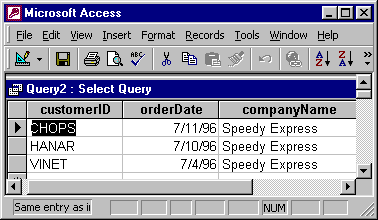 Microsoft Access
File Edit View Insert Format Records Tools Window Help
Query2 : Select Query
customerID orderDate companyName
CHOPS 7/11/96 Speedy Express
HANAR 7/10/96 Speedy Express
VINET 7/4/96 Speedy Express
Same entry as NUM